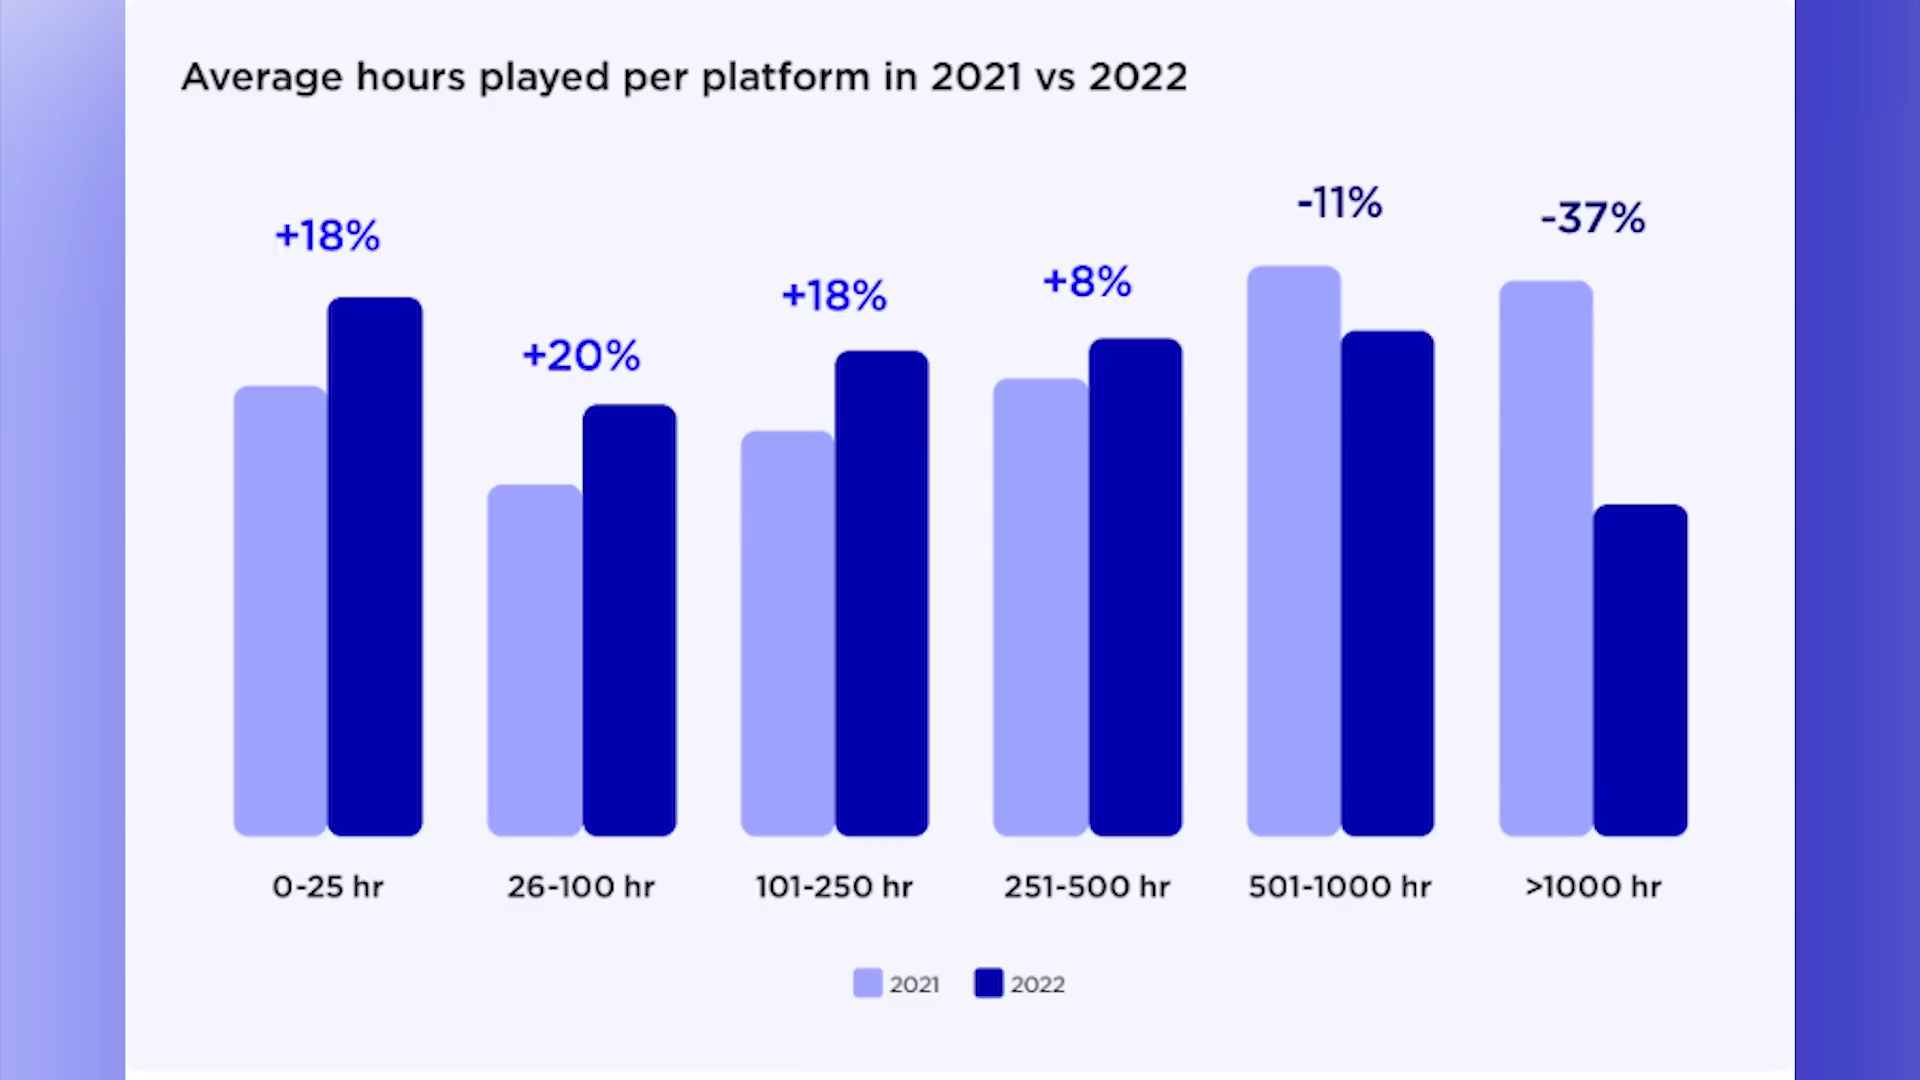 Average hours played per platform in 2021 vs 2022
+18%
+20%
+18%
+8%
-11%
-37%
0-25 hr
26-100 hr
101-250 hr
251-500 hr
501-1000 hr
>1000 hr
2021
2022